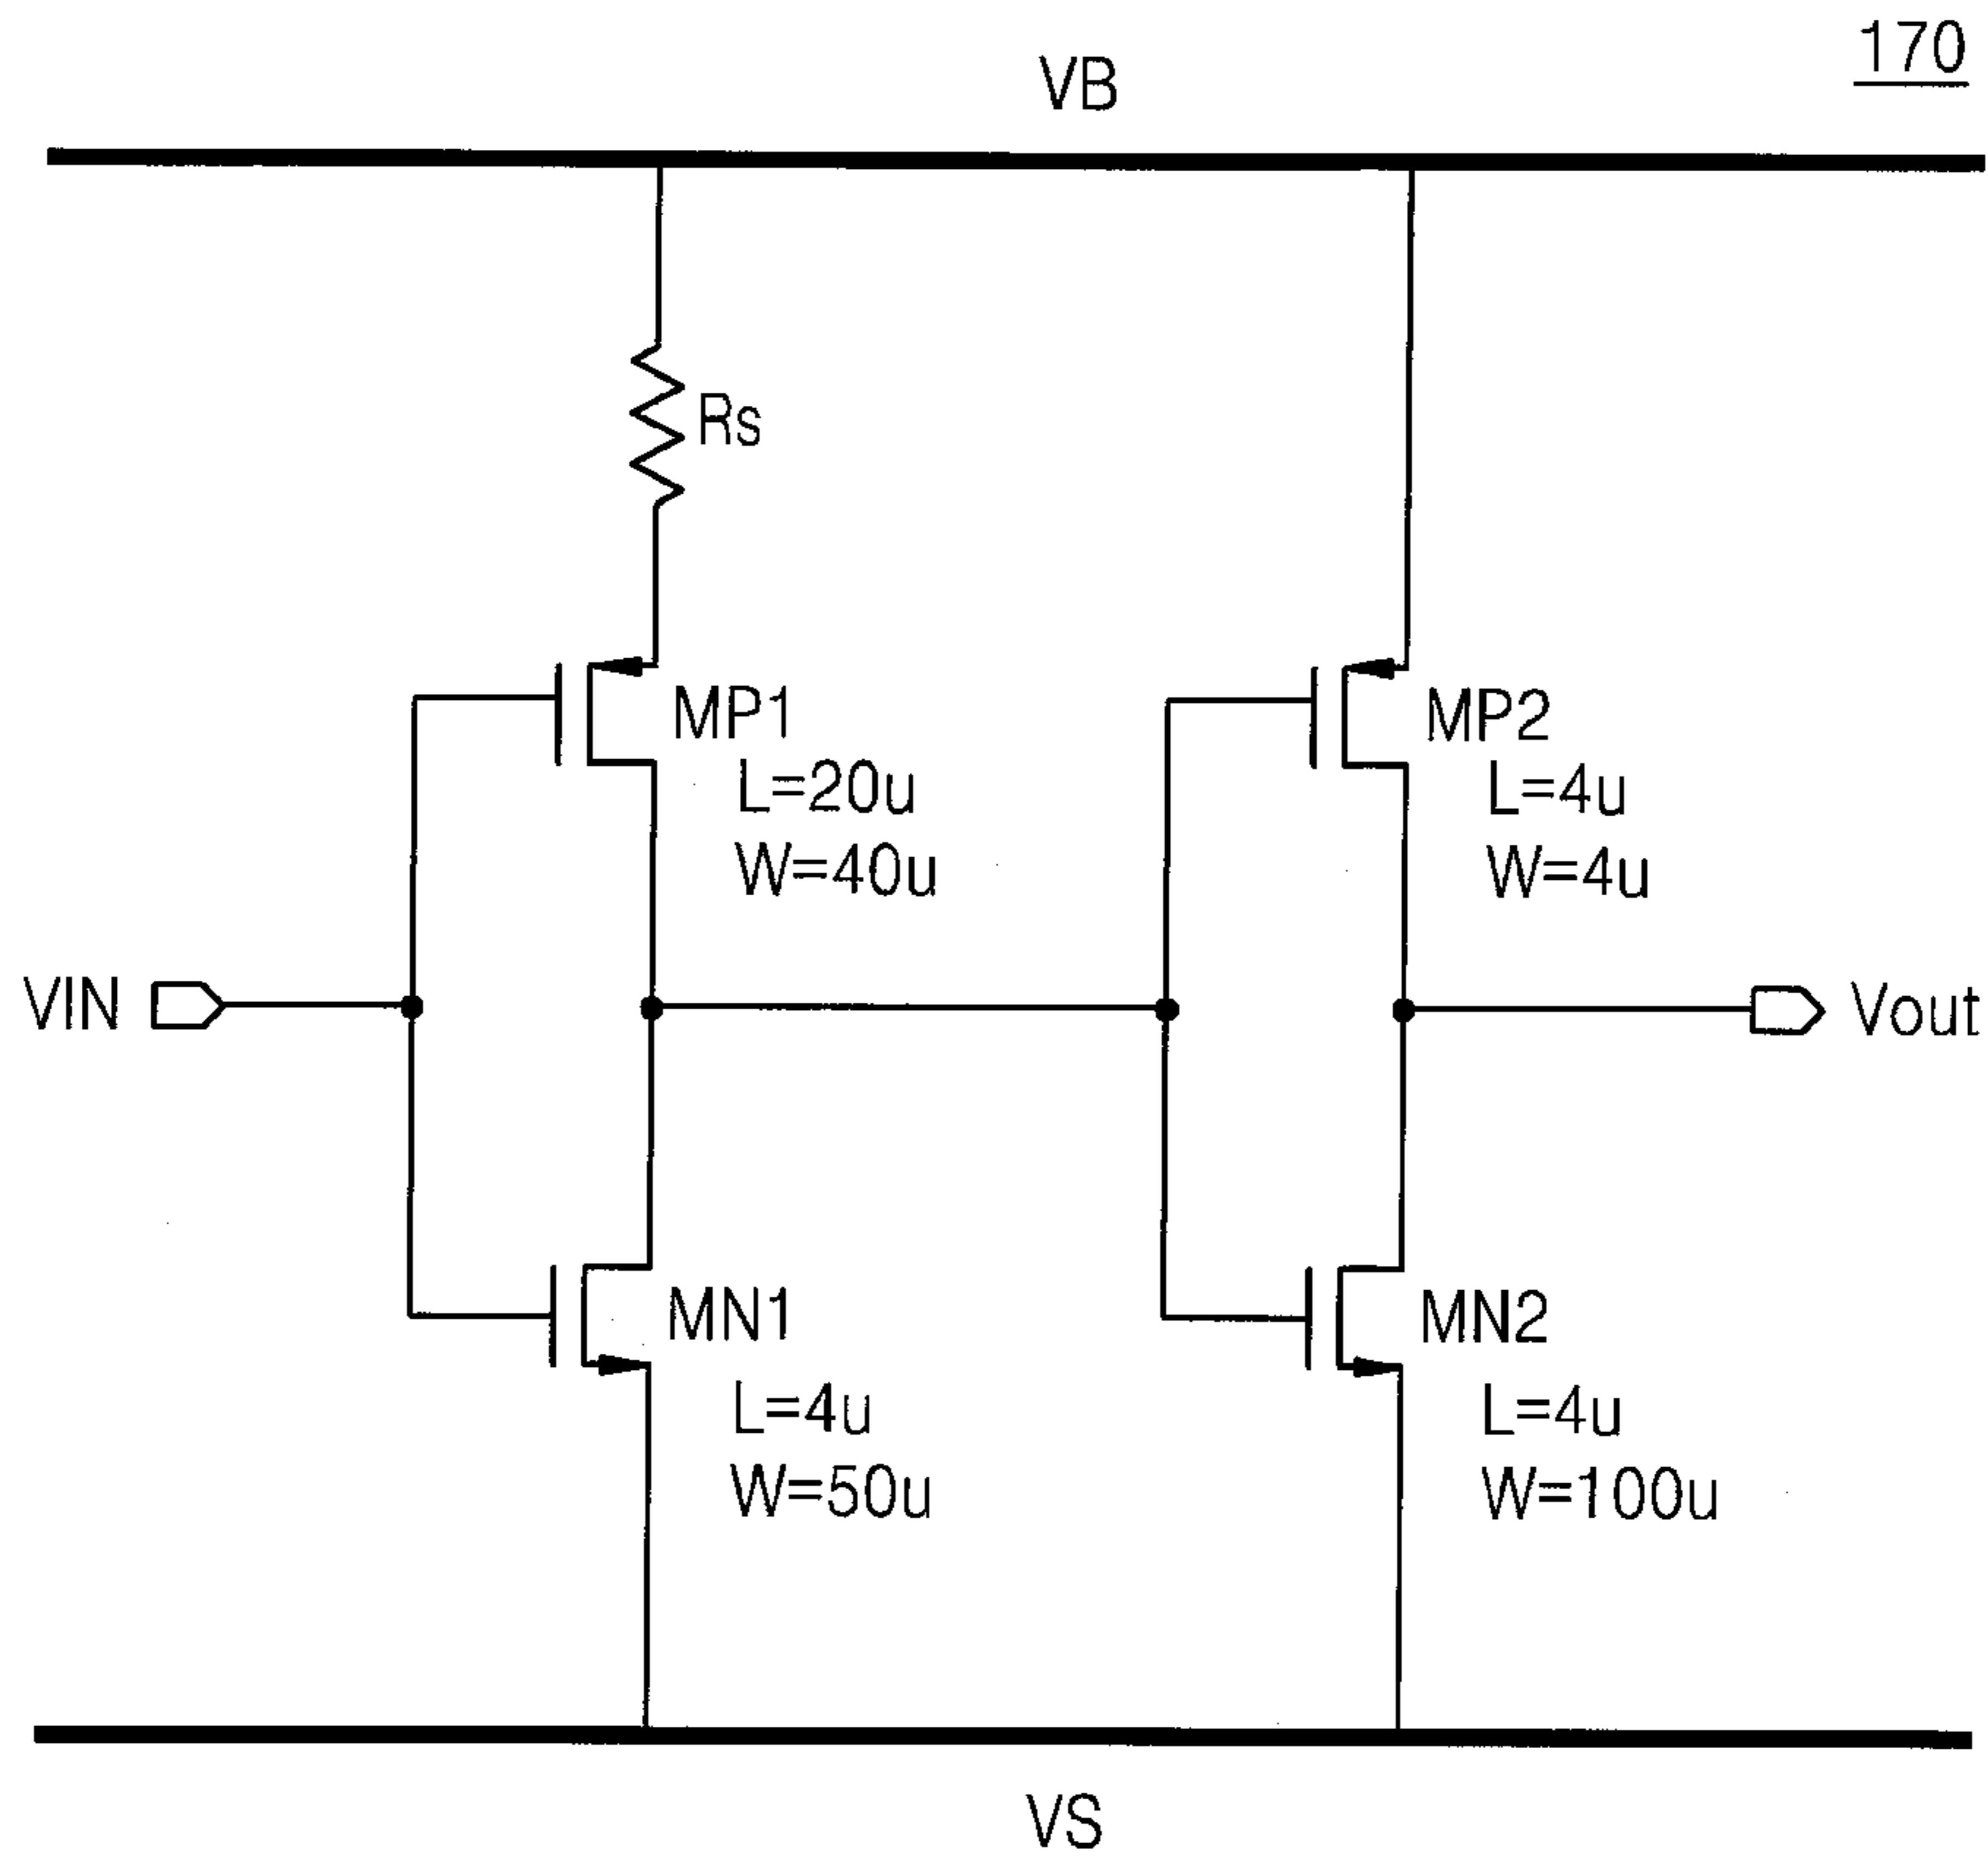 170
VB
Rs
MP1
L=20u
W=40u
MP2
L=4u
W=4u
VIN
Vout
MN1
L=4u
W=50u
MN2
L=4u
W=100u
VS